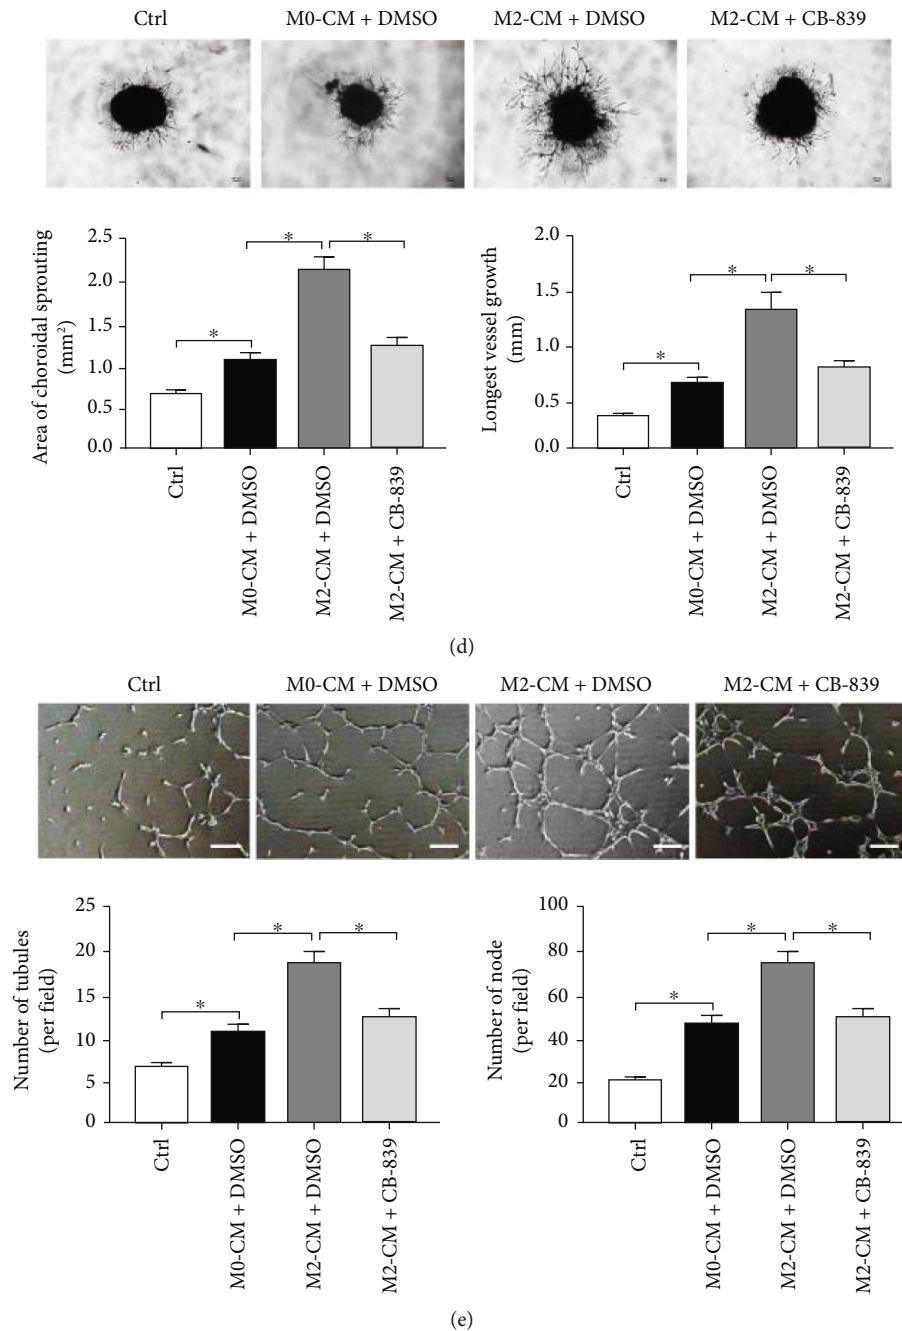 Ctrl M0-CM + DMSO M2-CM + DMSO M2-CM + CB-839
Area of choroidal sprouting
(mm²)
2.5
2.0
1.5
1.0
0.5
0.0
* * *
Ctrl
M0-CM + DMSO
M2-CM + DMSO
M2-CM + CB-839
Longest vessel growth
(mm)
2.0
1.5
1.0
0.5
0.0
* * *
Ctrl
M0-CM + DMSO
M2-CM + DMSO
M2-CM + CB-839
(d)
Ctrl M0-CM + DMSO M2-CM + DMSO M2-CM + CB-839
Number of tubules
(per field)
25
20
15
10
5
0
* * *
Ctrl
M0-CM + DMSO
M2-CM + DMSO
M2-CM + CB-839
Number of node
(per field)
100
80
60
40
20
0
* * *
Ctrl
M0-CM + DMSO
M2-CM + DMSO
M2-CM + CB-839
(e)